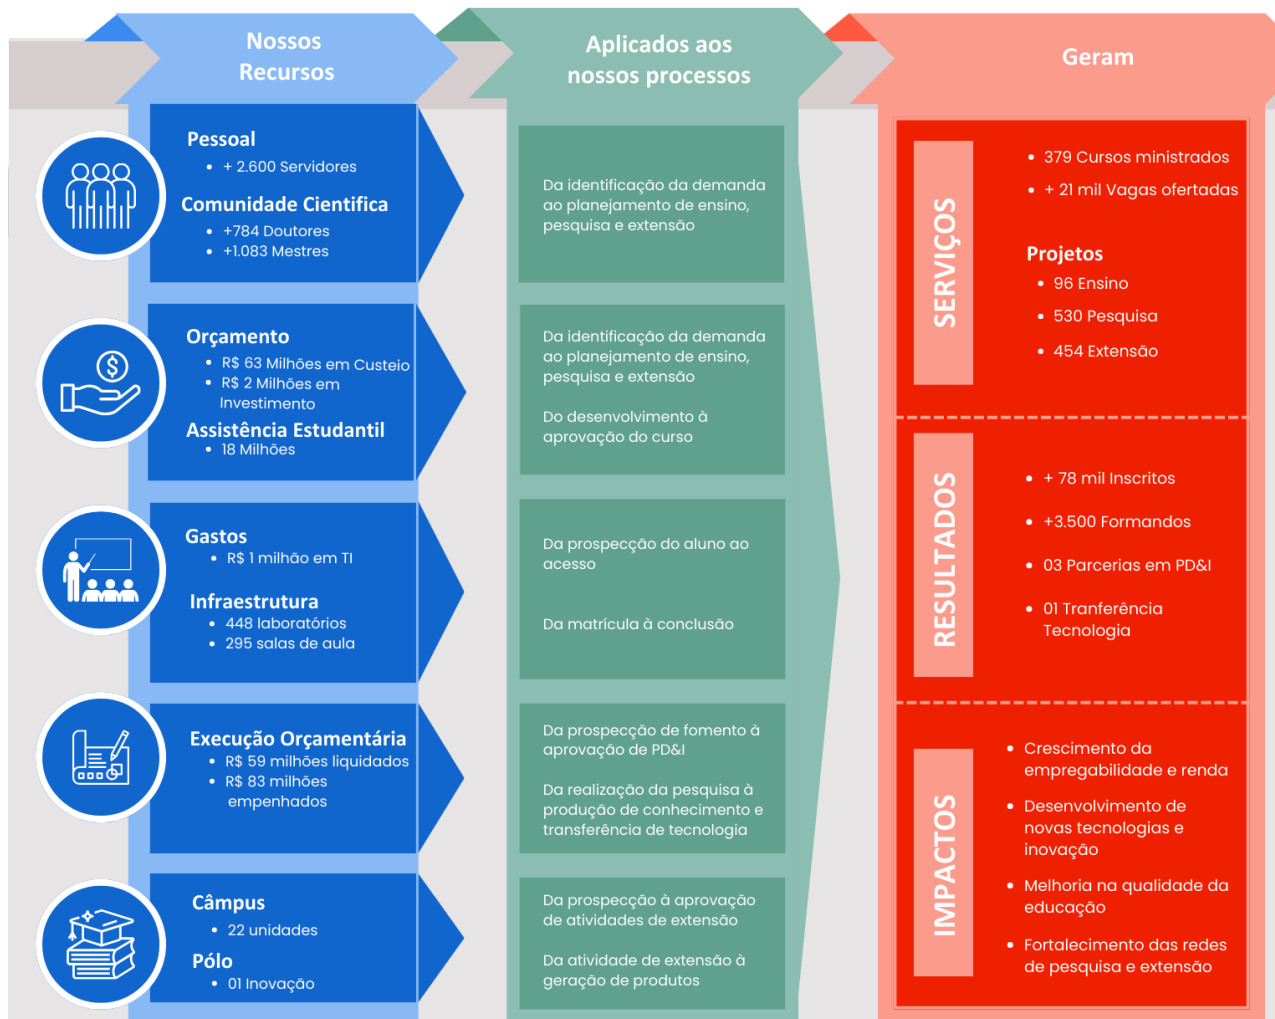 Nossos
Recursos
Pessoal
• + 2.600 Servidores
Comunidade Cientifica
• +784 Doutores
• +1.083 Mestres
Orçamento
• R$ 63 Milhões em Custeio
• R$ 2 Milhões em
Investimento
Assistência Estudantil
• 18 Milhões
Gastos
• R$ 1 milhão em TI
Infraestrutura
• 448 laboratórios
• 295 salas de aula
Execução Orçamentária
• R$ 59 milhões liquidados
• R$ 83 milhões
empenhados
Câmpus
• 22 unidades
Pólo
• 01 Inovação
Aplicados aos
nossos processos
Da identificação da demanda
ao planejamento de ensino,
pesquisa e extensão
Da identificação da demanda
ao planejamento de ensino,
pesquisa e extensão
Do desenvolvimento à
aprovação do curso
Da prospecção do aluno ao
acesso
Da matrícula à conclusão
Da prospecção de fomento à
aprovação de PD&I
Da realização da pesquisa à
produção de conhecimento e
transferência de tecnologia
Da prospecção à aprovação
de atividades de extensão
Da atividade de extensão à
geração de produtos
Geram
SERVIÇOS
• 379 Cursos ministrados
• + 21 mil Vagas ofertadas
Projetos
• 96 Ensino
• 530 Pesquisa
• 454 Extensão
RESULTADOS
• + 78 mil Inscritos
• +3.500 Formandos
• 03 Parcerias em PD&I
• 01 Tranferência
Tecnologia
IMPACTOS
• Crescimento da
empregabilidade e renda
• Desenvolvimento de
novas tecnologias e
inovação
• Melhoria na qualidade da
educação
• Fortalecimento das redes
de pesquisa e extensão